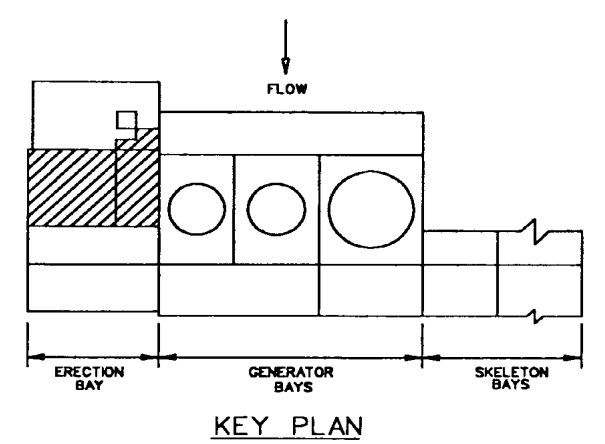 FLOW
ERECTION
BAY
GENERATOR
BAYS
SKELETON
BAYS
KEY PLAN